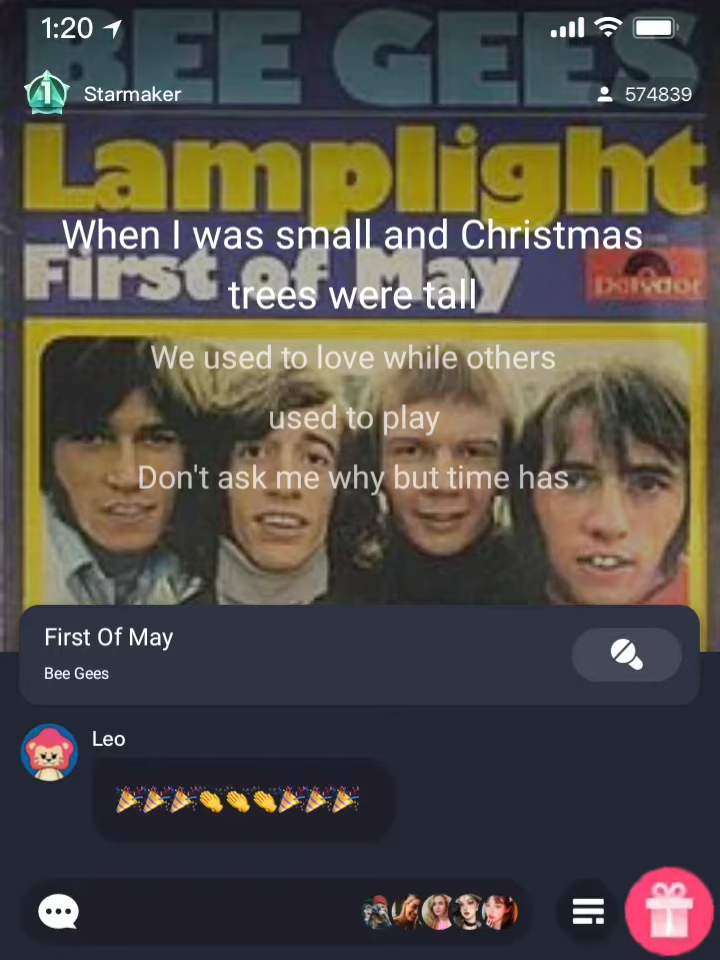 1:20
BEE GEES
1 Starmaker 574839
Lamplight
When I was small and Christmas
First of May
trees were tall
Polydor
We used to love while others
used to play
Don't ask me why but time has
First Of May
Bee Gees
Leo
🎉🎉🎉👏👏👏🎉🎉🎉